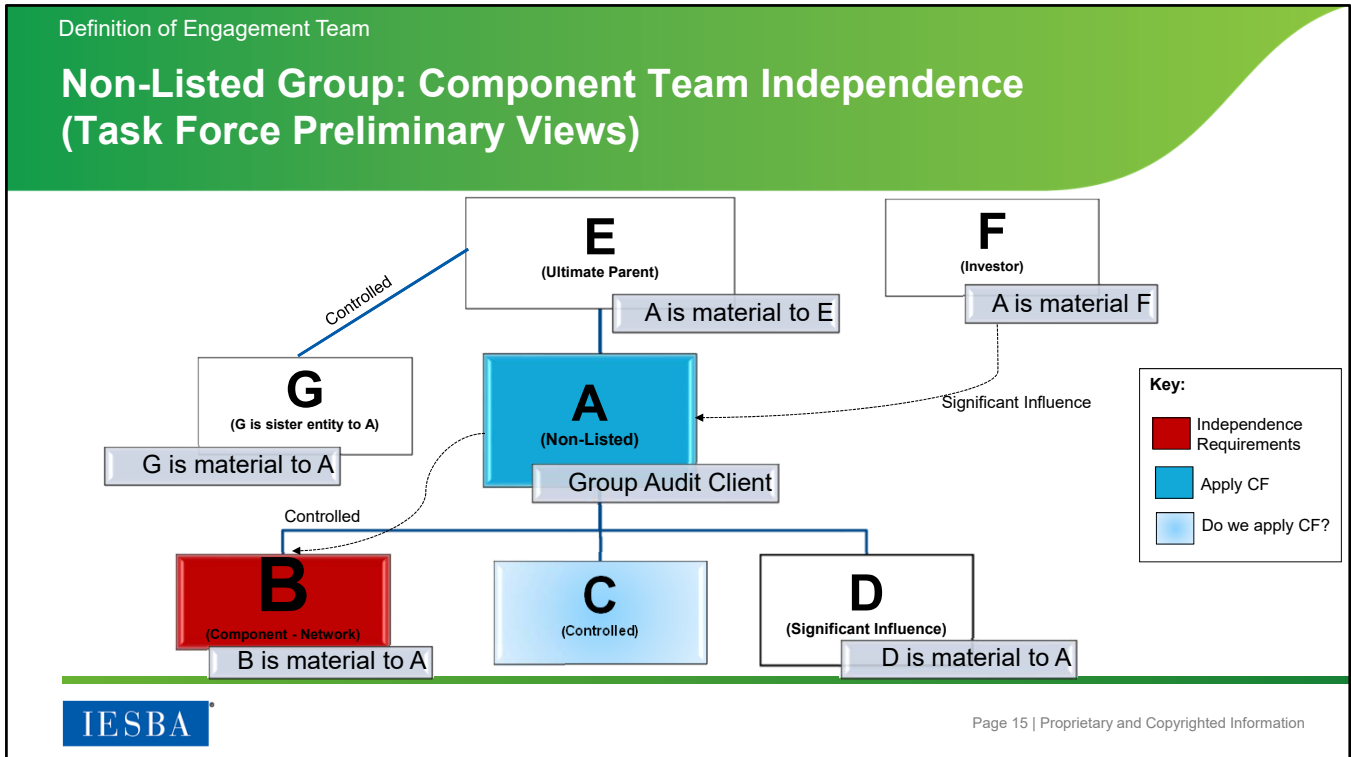 Definition of Engagement Team
Non-Listed Group: Component Team Independence
(Task Force Preliminary Views)
E
(Ultimate Parent)
A is material to E
F
(Investor)
A is material F
Controlled
G
(G is sister entity to A)
G is material to A
A
(Non-Listed)
Group Audit Client
Significant Influence
Key:
Independence
Requirements
Apply CF
Do we apply CF?
Controlled
B
(Component - Network)
B is material to A
C
(Controlled)
D
(Significant Influence)
D is material to A
IESBA
Page 15 | Proprietary and Copyrighted Information